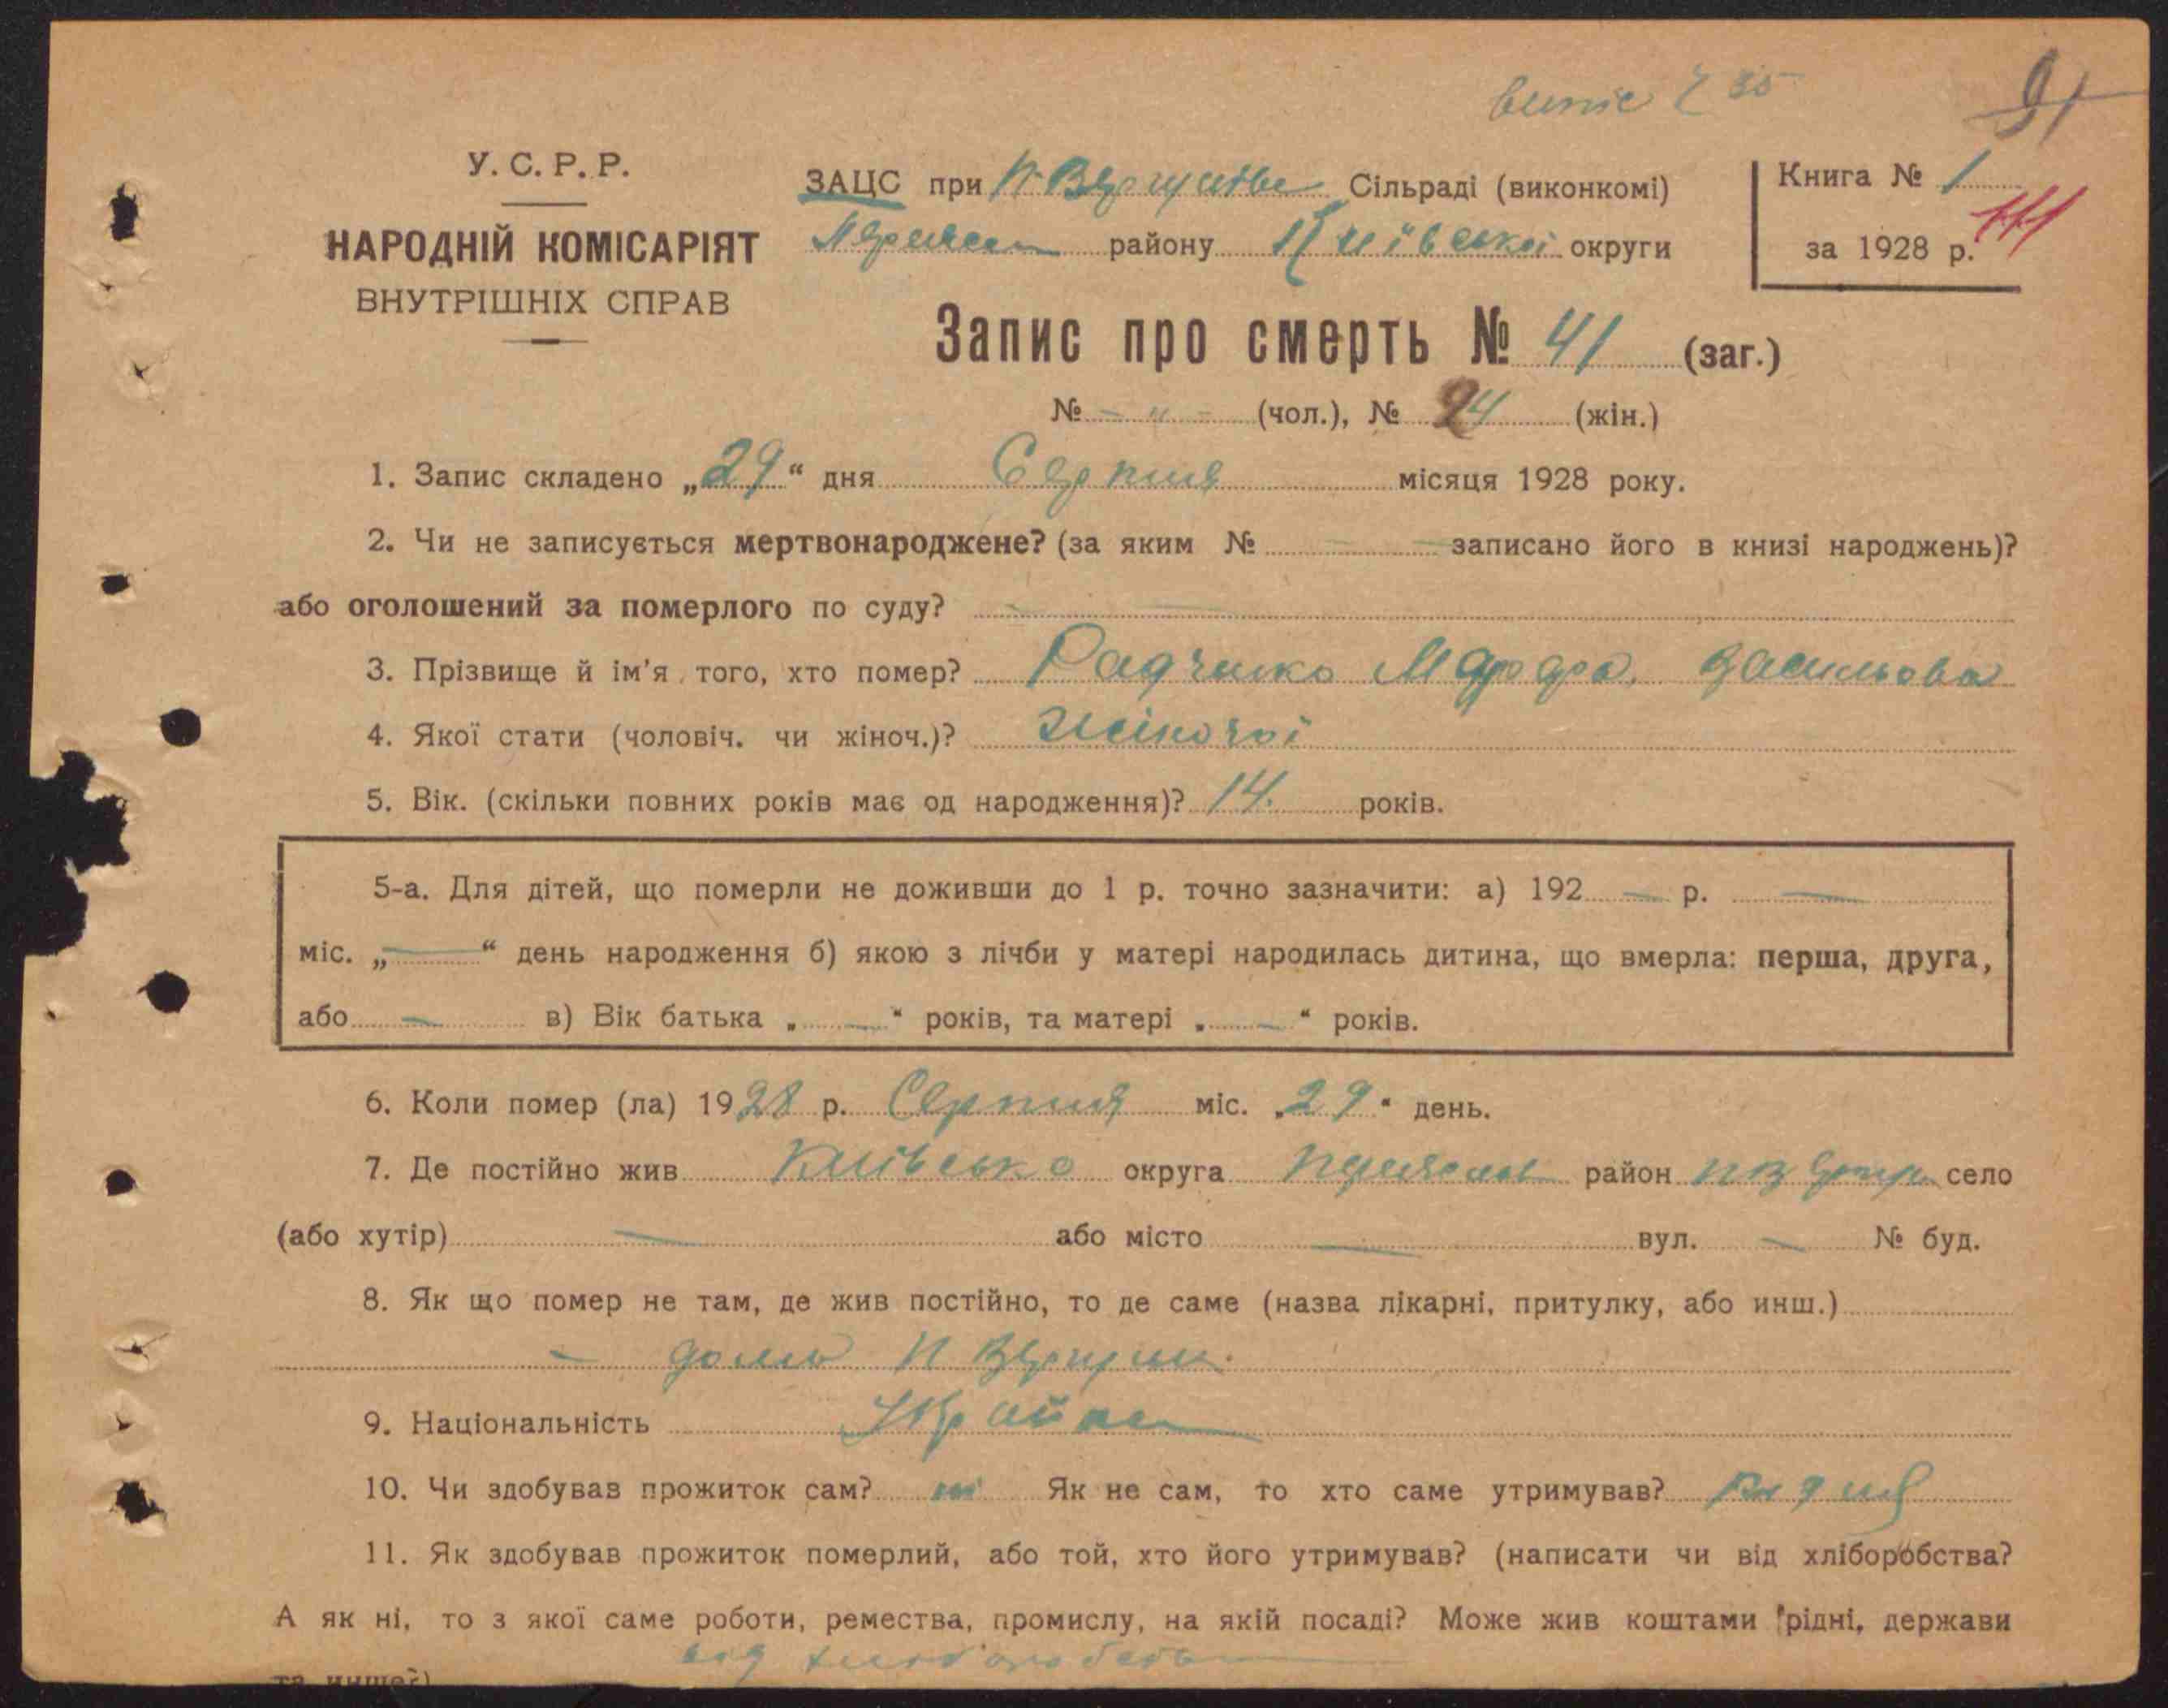 91
У. С. Р. Р.
НАРОДНІЙ КОМІСАРІЯТ
ВНУТРІШНІХ СПРАВ
ЗАЦС при Сільраді (виконкомі)
району Київської округи
Книга № 1
за 1928 р.
Запис про смерть № 41 (заг.)
№ – „ – (чол.), № 24 (жін.)
1. Запис складено „29“ дня Серпня місяця 1928 року.
2. Чи не записується мертвонароджене? (за яким № — записано його в книзі народжень)?
або оголошений за померлого по суду? —
3. Прізвище й ім'я того, хто помер? Радченко Васильова
4. Якої стати (чоловіч. чи жіноч.)? Жіночої
5. Вік. (скільки повних років має од народження)? 14. років.
5-а. Для дітей, що померли не доживши до 1 р. точно зазначити: а) 192 — р. —
міс. „—“ день народження б) якою з лічби у матері народилась дитина, що вмерла: перша, друга,
або — в) Вік батька „—“ років, та матері „—“ років.
6. Коли помер (ла) 1928 р. Серпня міс. „29“ день.
7. Де постійно жив Київсько округа район село
(або хутір) — або місто — вул. — № буд.
8. Як що помер не там, де жив постійно, то де саме (назва лікарні, притулку, або инш.)
– дома
9. Національність
10. Чи здобував прожиток сам? ні Як не сам, то хто саме утримував?
11. Як здобував прожиток померлий, або той, хто його утримував? (написати чи від хліборобства?
А як ні, то з якої саме роботи, ремества, промислу, на якій посаді? Може жив коштами рідні, держави
та инше?) від